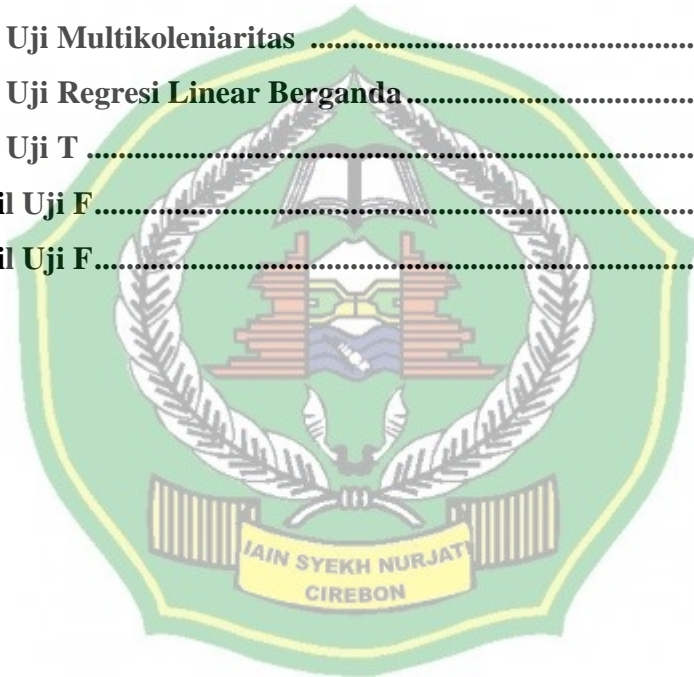 Uji Multikoleniaritas ........................................................
Uji Regresi Linear Berganda ..........................................
Uji T ...............................................................................
il Uji F..............................................................................
il Uji F..............................................................................
IAIN SYEKH NURJATI
CIREBON